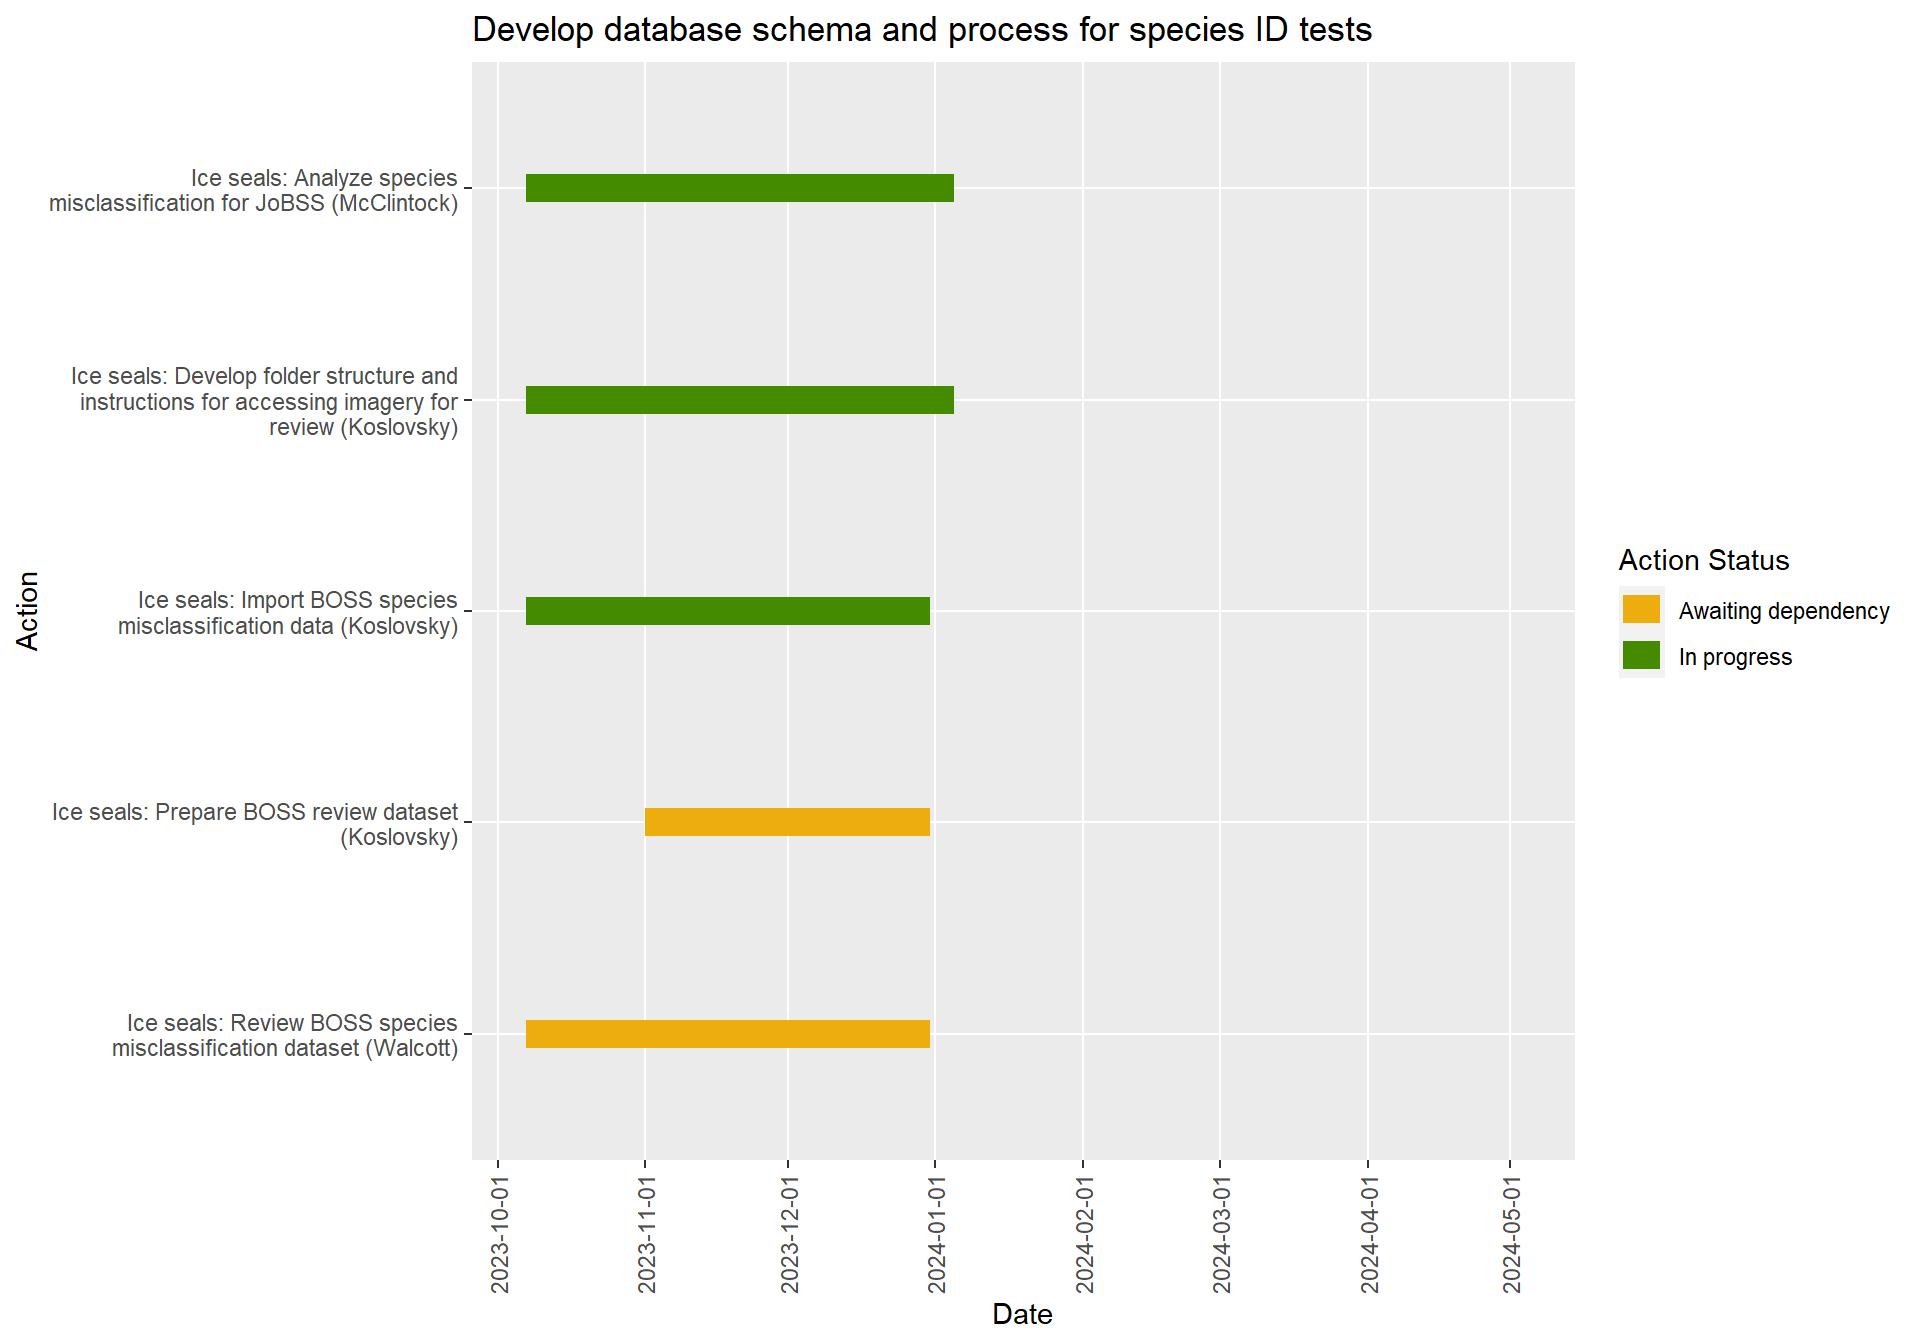 Develop database schema and process for species ID tests
Ice seals: Analyze species
misclassification for JoBSS (McClintock)
Ice seals: Develop folder structure and
instructions for accessing imagery for
review (Koslovsky)
Ice seals: Import BOSS species
misclassification data (Koslovsky)
Ice seals: Prepare BOSS review dataset
(Koslovsky)
Ice seals: Review BOSS species
misclassification dataset (Walcott)
Action
2023-10-01
2023-11-01
2023-12-01
2024-01-01
2024-02-01
2024-03-01
2024-04-01
2024-05-01
Date
Action Status
Awaiting dependency
In progress